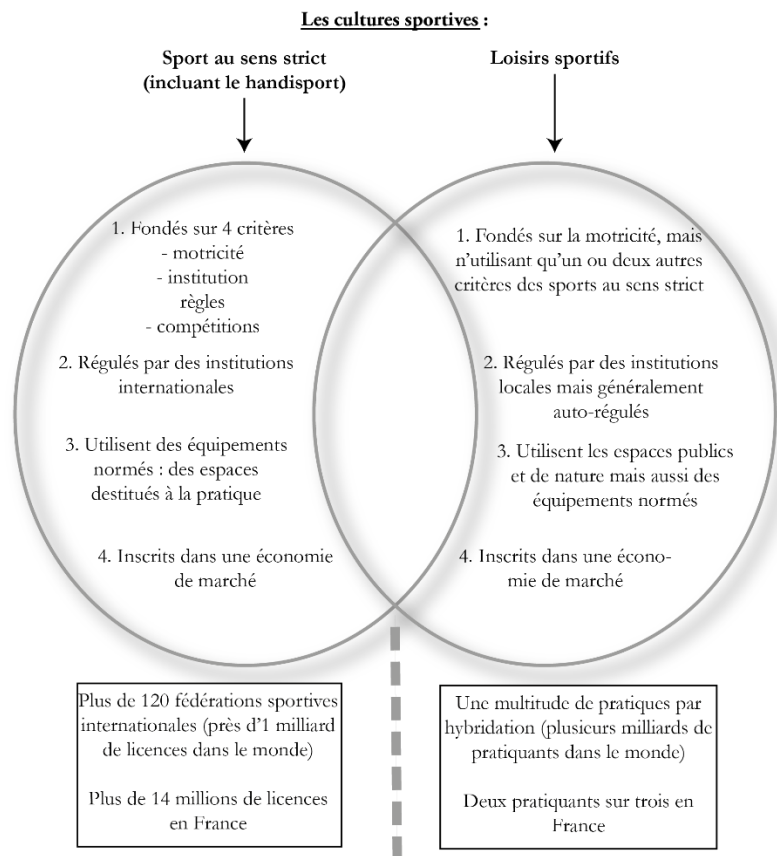 Les cultures sportives :
Sport au sens strict
(incluant le handisport)
Loisirs sportifs
1. Fondés sur 4 critères
- motricité
- institution
règles
- compétitions
2. Régulés par des institutions
internationales
3. Utilisent des équipements
normés : des espaces
destitués à la pratique
4. Inscrits dans une économie
de marché
1. Fondés sur la motricité, mais
n'utilisant qu'un ou deux autres
critères des sports au sens strict
2. Régulés par des institutions
locales mais généralement
auto-régulés
3. Utilisent les espaces publics
et de nature mais aussi des
équipements normés
4. Inscrits dans une écono-
mie de marché
Plus de 120 fédérations sportives
internationales (près d'1 milliard
de licences dans le monde)
Plus de 14 millions de licences
en France
Une multitude de pratiques par
hybridation (plusieurs milliards de
pratiquants dans le monde)
Deux pratiquants sur trois en
France